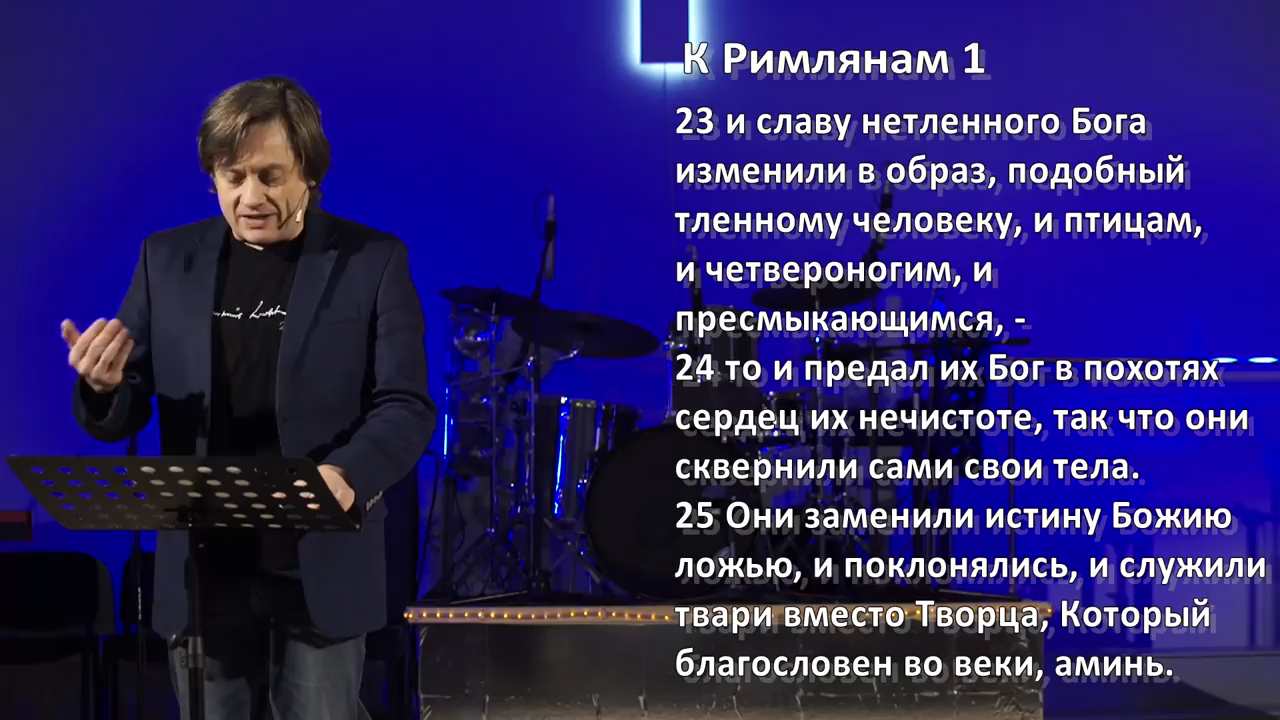 К Римлянам 1
23 и славу нетленного Бога
изменили в образ, подобный
тленному человеку, и птицам,
и четвероногим, и
пресмыкающимся, -
24 то и предал их Бог в похотях
сердец их нечистоте, так что они
сквернили сами свои тела.
25 Они заменили истину Божию
ложью, и поклонялись, и служили
твари вместо Творца, Который
благословен во веки, аминь.